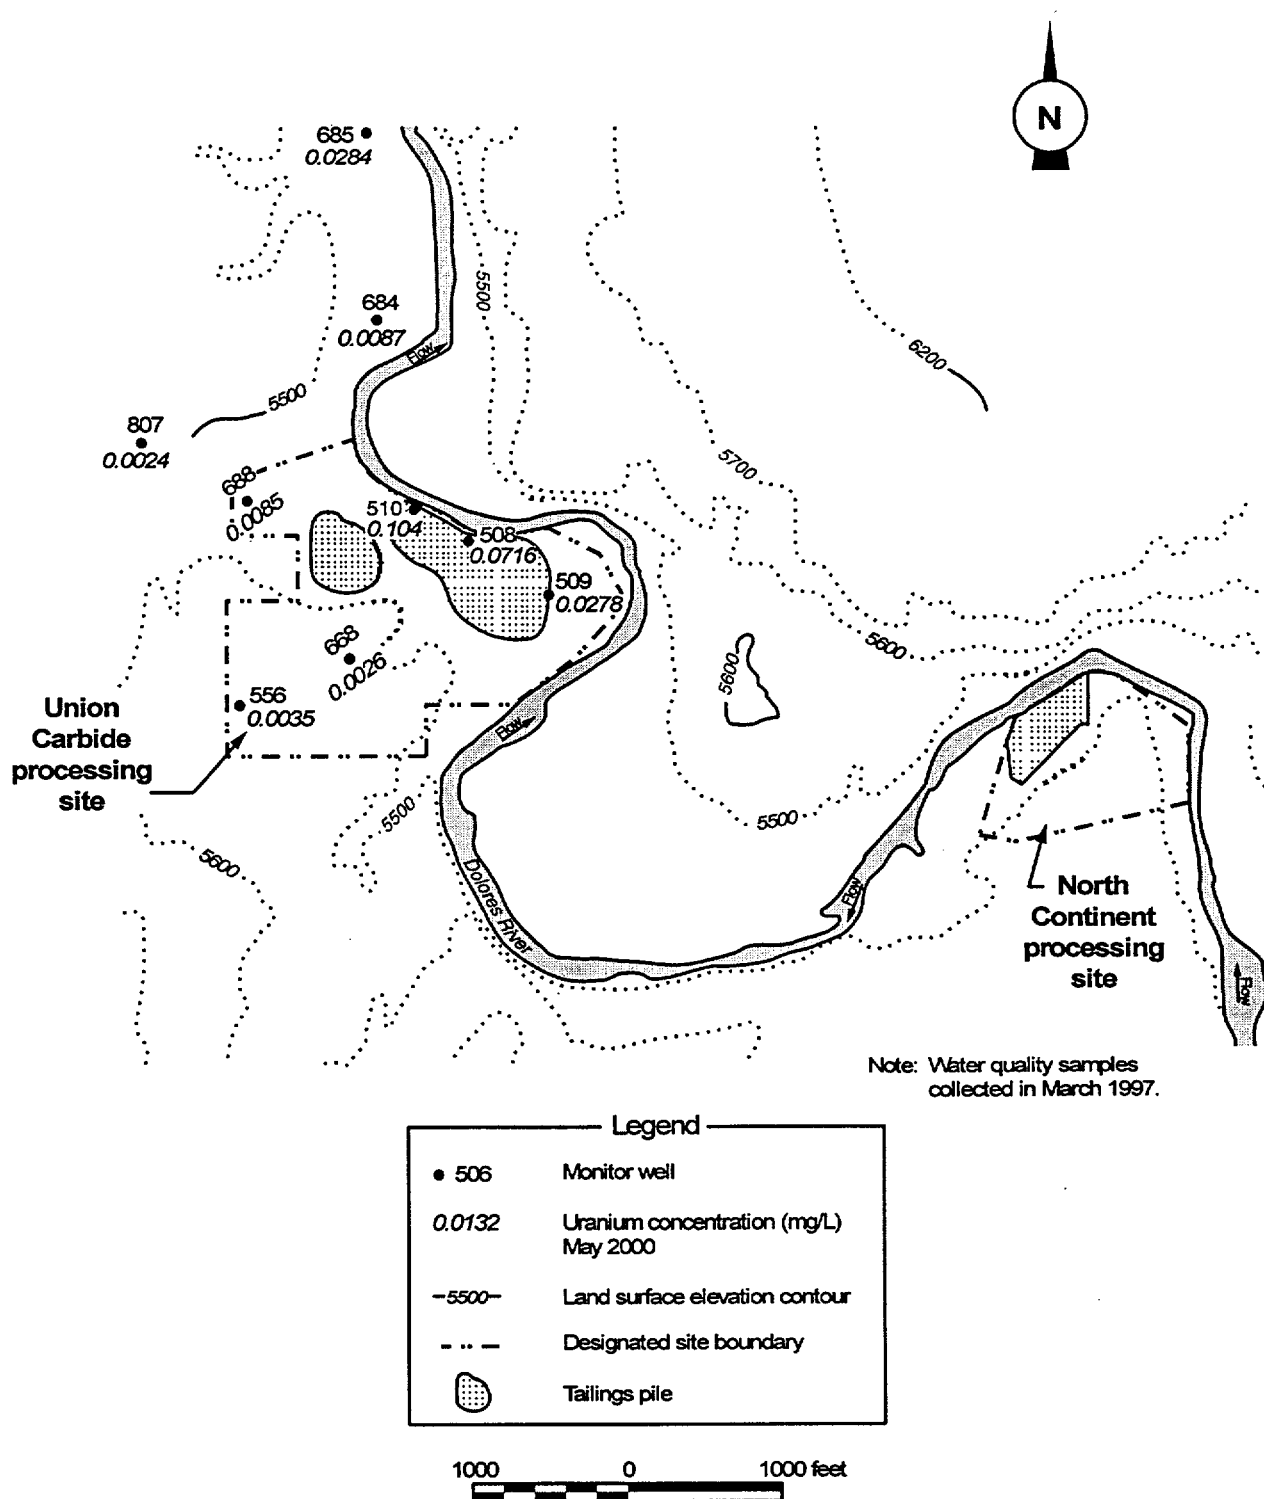 N
685
0.0284
5500
684
0.0087
Flow
6200
5500
807
0.0024
5700
688
0.0085
510
0.104
508
0.0716
509
0.0278
668
0.0026
5600
5600
556
0.0035
Union
Carbide
processing
site
Flow
5500
5500
5600
Dolores River
Flow
North
Continent
processing
site
Flow
Note: Water quality samples
collected in March 1997.
Legend
506 Monitor well
0.0132 Uranium concentration (mg/L)
May 2000
-5500- Land surface elevation contour
Designated site boundary
Tailings pile
1000 0 1000 feet